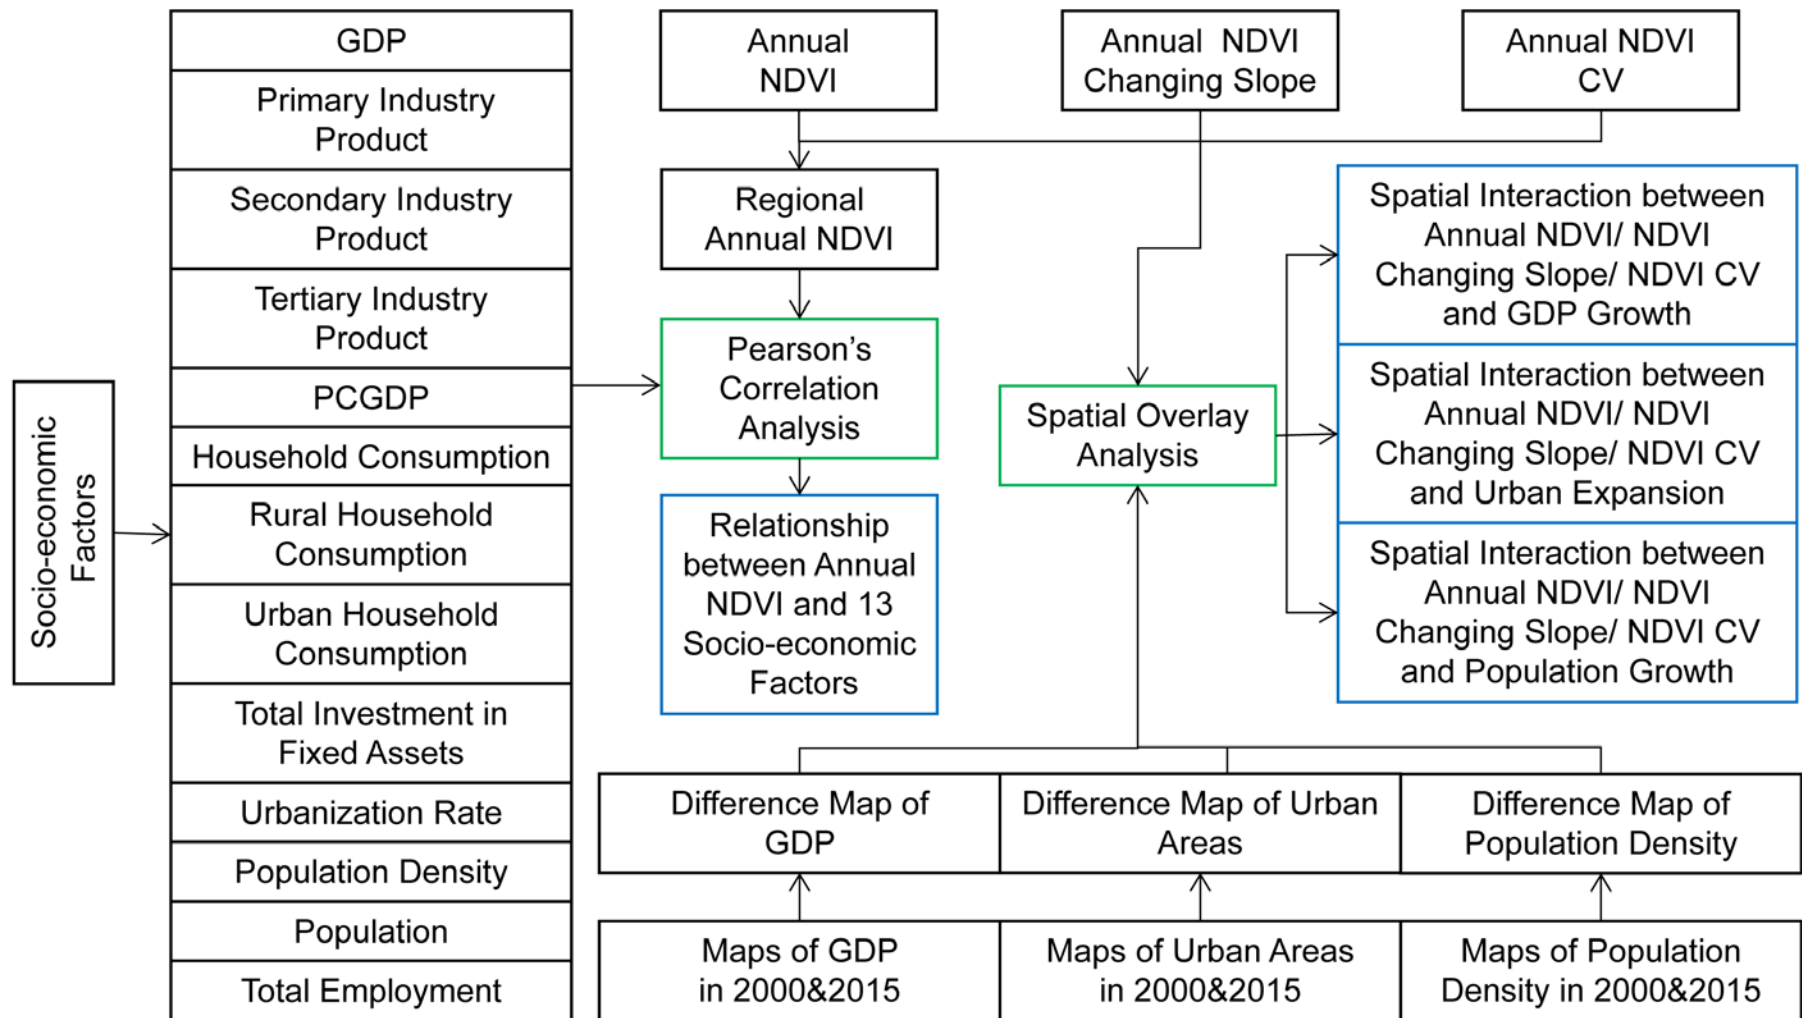 Socio-economic
Factors
GDP
Primary Industry
Product
Secondary Industry
Product
Tertiary Industry
Product
PCGDP
Household Consumption
Rural Household
Consumption
Urban Household
Consumption
Total Investment in
Fixed Assets
Urbanization Rate
Population Density
Population
Total Employment
Annual
NDVI
Annual NDVI
Changing Slope
Annual NDVI
CV
Regional
Annual NDVI
Pearson’s
Correlation
Analysis
Relationship
between Annual
NDVI and 13
Socio-economic
Factors
Spatial Overlay
Analysis
Spatial Interaction between
Annual NDVI/ NDVI
Changing Slope/ NDVI CV
and GDP Growth
Spatial Interaction between
Annual NDVI/ NDVI
Changing Slope/ NDVI CV
and Urban Expansion
Spatial Interaction between
Annual NDVI/ NDVI
Changing Slope/ NDVI CV
and Population Growth
Difference Map of
GDP
Difference Map of Urban
Areas
Difference Map of
Population Density
Maps of GDP
in 2000&2015
Maps of Urban Areas
in 2000&2015
Maps of Population
Density in 2000&2015